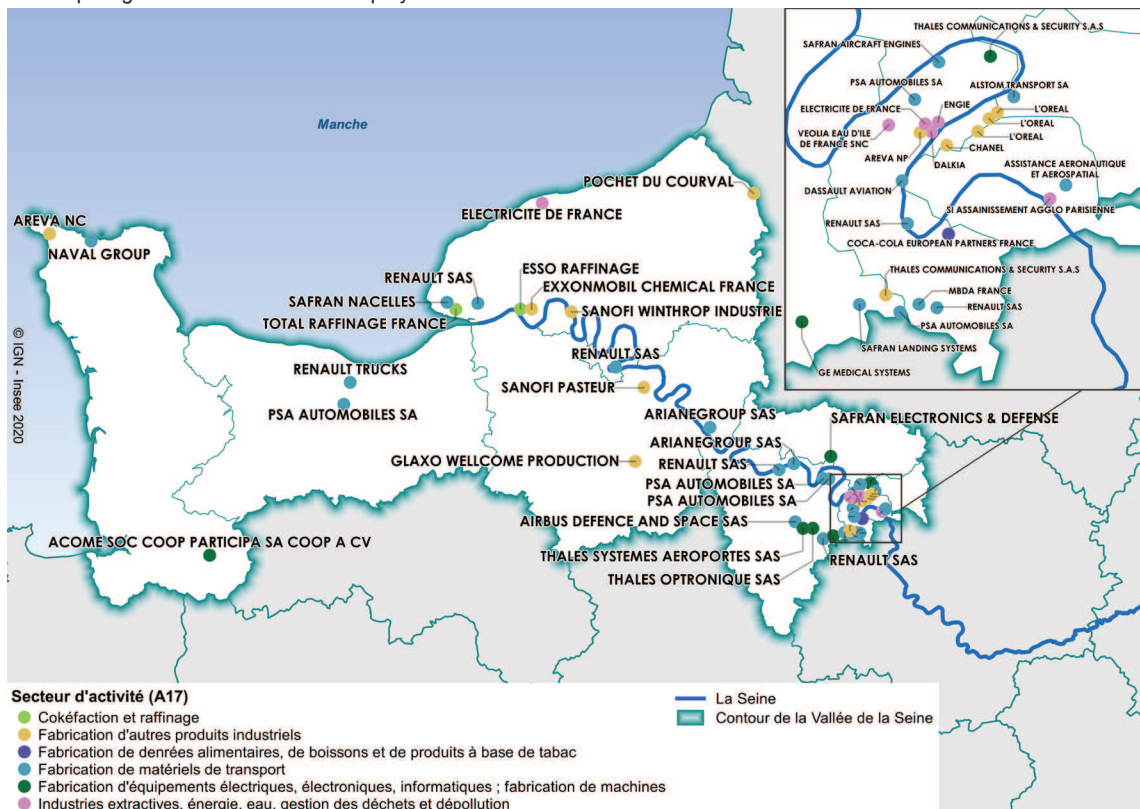 Manche
AREVA NC
NAVAL GROUP
POCHET DU COURVAL
ELECTRICITE DE FRANCE
RENAULT SAS
ESSO RAFFINAGE
EXXONMOBIL CHEMICAL FRANCE
SAFRAN NACELLES
TOTAL RAFFINAGE FRANCE
SANOFI WINTHROP INDUSTRIE
RENAULT SAS
RENAULT TRUCKS
SANOFI PASTEUR
PSA AUTOMOBILES SA
ARIANEGROUP SAS
SAFRAN ELECTRONICS & DEFENSE
ARIANEGROUP SAS
GLAXO WELLCOME PRODUCTION
RENAULT SAS
PSA AUTOMOBILES SA
PSA AUTOMOBILES SA
AIRBUS DEFENCE AND SPACE SAS
ACOME SOC COOP PARTICIPA SA COOP A CV
THALES SYSTEMES AEROPORTES SAS
RENAULT SAS
THALES OPTRONIQUE SAS
THALES COMMUNICATIONS & SECURITY S.A.S
SAFRAN AIRCRAFT ENGINES
PSA AUTOMOBILES SA
ALSTOM TRANSPORT SA
ELECTRICITE DE FRANCE
ENGIE
L'OREAL
L'OREAL
L'OREAL
VEOLIA EAU D'ILE
DE FRANCE SNC
AREVA NP
DALKIA
CHANEL
ASSISTANCE AERONAUTIQUE
ET AEROSPATIAL
DASSAULT AVIATION
SI ASSAINISSEMENT AGGLO PARISIENNE
RENAULT SAS
COCA-COLA EUROPEAN PARTNERS FRANCE
THALES COMMUNICATIONS & SECURITY S.A.S
MBDA FRANCE
RENAULT SAS
PSA AUTOMOBILES SA
SAFRAN LANDING SYSTEMS
GE MEDICAL SYSTEMS
© IGN - Insee 2020
Secteur d'activité (A17)
Cokéfaction et raffinage
Fabrication d'autres produits industriels
Fabrication de denrées alimentaires, de boissons et de produits à base de tabac
Fabrication de matériels de transport
Fabrication d'équipements électriques, électroniques, informatiques ; fabrication de machines
Industries extractives, énergie, eau, gestion des déchets et dépollution
La Seine
Contour de la Vallée de la Seine